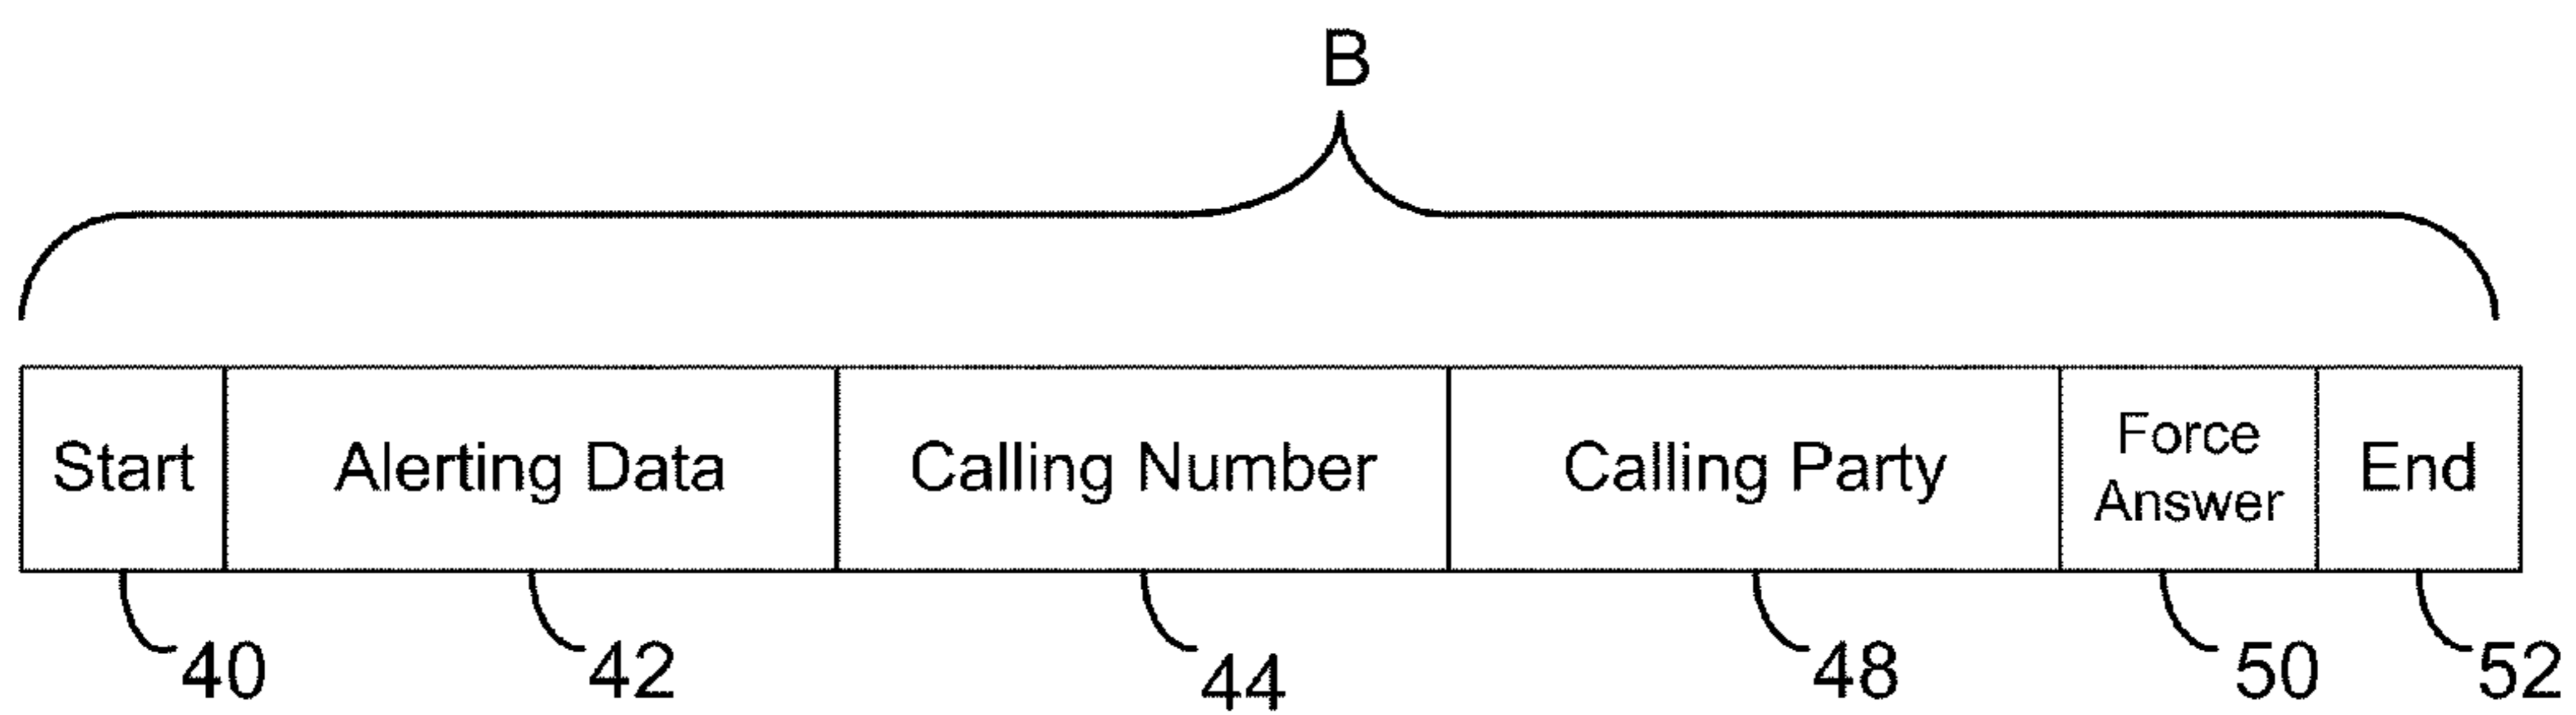 B
Start
Alerting Data
Calling Number
Calling Party
Force
Answer
End
40
42
44
48
50
52